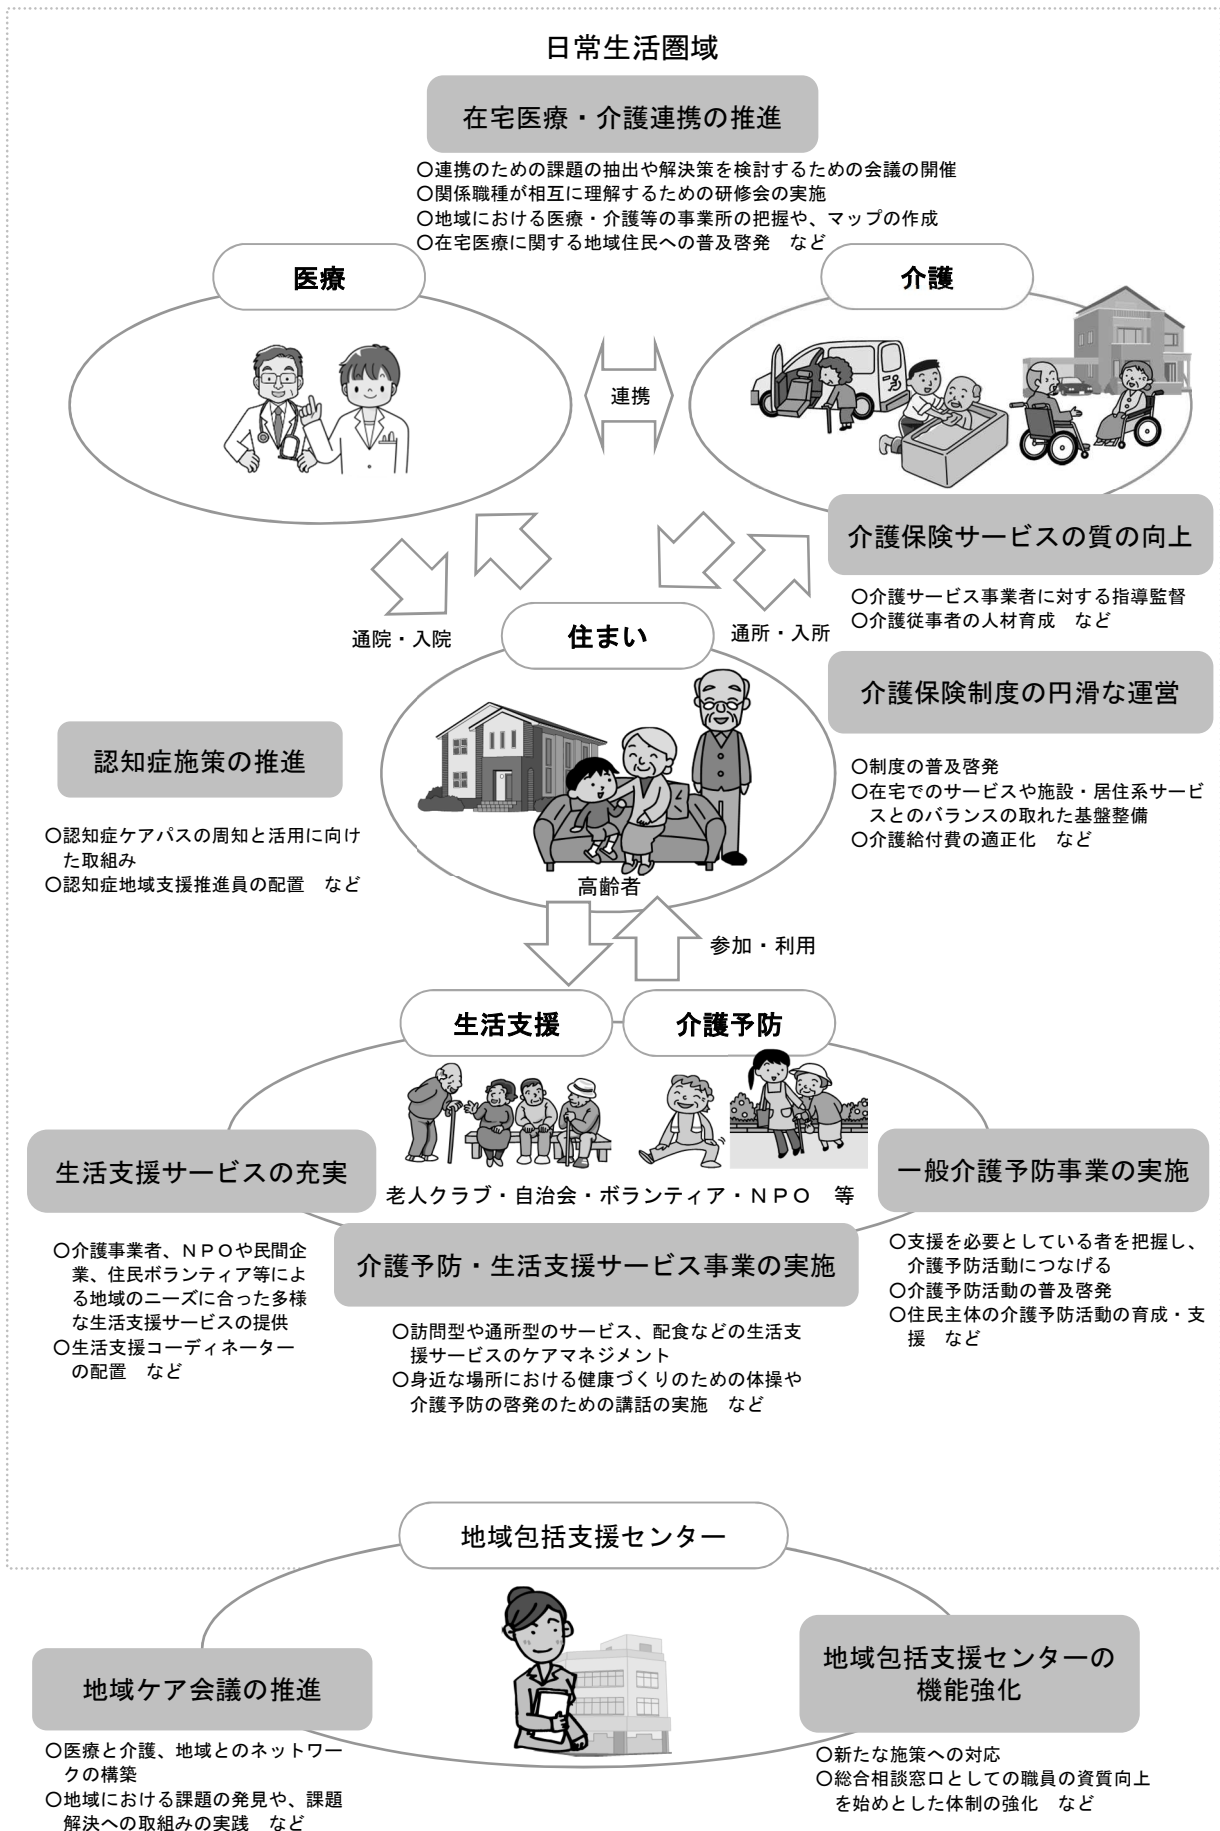 日常生活圏域
在宅医療・介護連携の推進
○連携のための課題の抽出や解決策を検討するための会議の開催
○関係職種が相互に理解するための研修会の実施
○地域における医療・介護等の事業所の把握や、マップの作成
○在宅医療に関する地域住民への普及啓発　など
医療
介護
連携
介護保険サービスの質の向上
○介護サービス事業者に対する指導監督
○介護従事者の人材育成　など
通院・入院
住まい
通所・入所
介護保険制度の円滑な運営
○制度の普及啓発
○在宅でのサービスや施設・居住系サービ
スとのバランスの取れた基盤整備
○介護給付費の適正化　など
認知症施策の推進
○認知症ケアパスの周知と活用に向け
た取組み
○認知症地域支援推進員の配置　など
高齢者
参加・利用
生活支援
介護予防
老人クラブ・自治会・ボランティア・ＮＰＯ　等
生活支援サービスの充実
○介護事業者、ＮＰＯや民間企
業、住民ボランティア等によ
る地域のニーズに合った多様
な生活支援サービスの提供
○生活支援コーディネーター
の配置　など
介護予防・生活支援サービス事業の実施
○訪問型や通所型のサービス、配食などの生活支
援サービスのケアマネジメント
○身近な場所における健康づくりのための体操や
介護予防の啓発のための講話の実施　など
一般介護予防事業の実施
○支援を必要としている者を把握し、
介護予防活動につなげる
○介護予防活動の普及啓発
○住民主体の介護予防活動の育成・支
援　など
地域包括支援センター
地域ケア会議の推進
○医療と介護、地域とのネットワー
クの構築
○地域における課題の発見や、課題
解決への取組みの実践　など
地域包括支援センターの
機能強化
○新たな施策への対応
○総合相談窓口としての職員の資質向上
を始めとした体制の強化　など